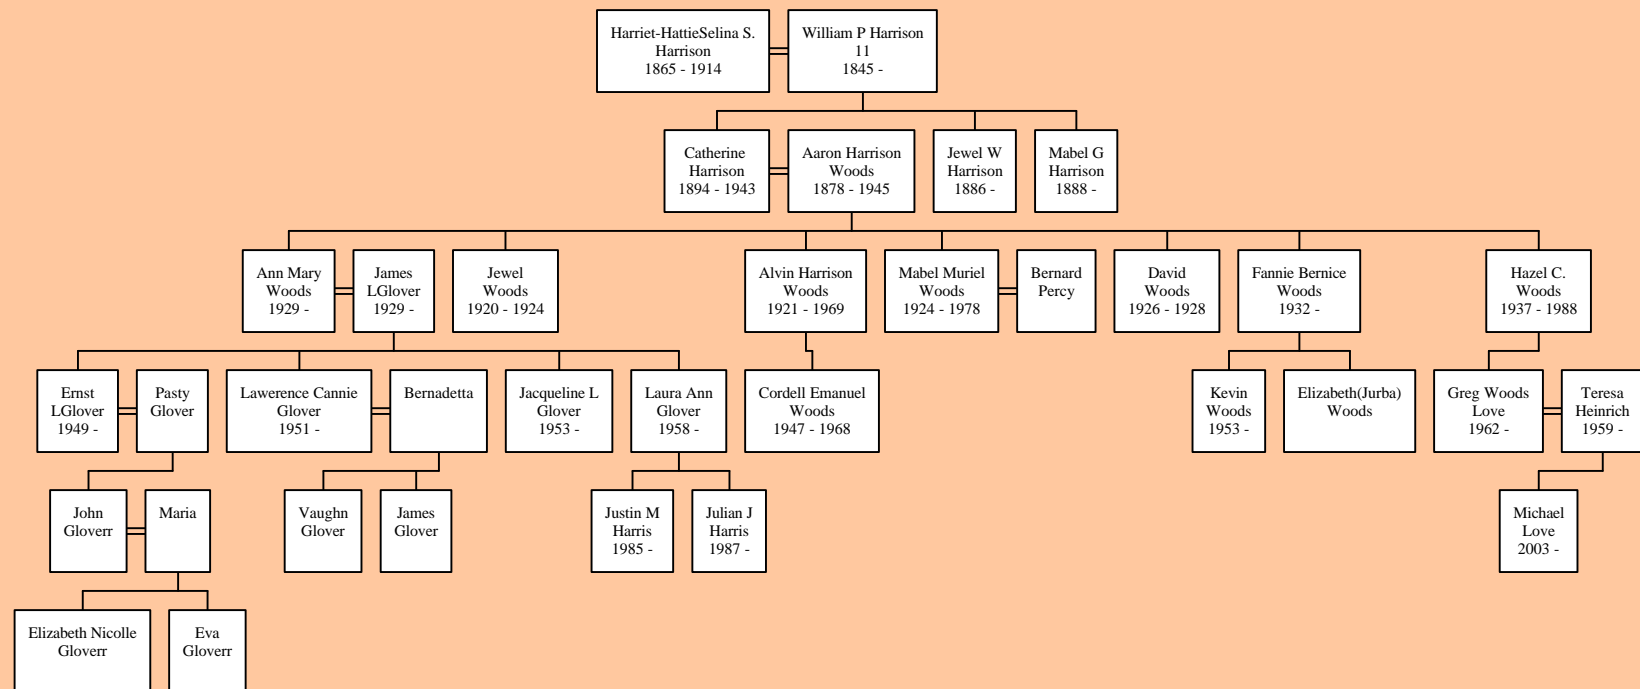 Harriet-HattieSelina S.
Harrison
1865 - 1914
William P Harrison
11
1845 -
Catherine
Harrison
1894 - 1943
Aaron Harrison
Woods
1878 - 1945
Jewel W
Harrison
1886 -
Mabel G
Harrison
1888 -
Ann Mary
Woods
1929 -
James
LGlover
1929 -
Jewel
Woods
1920 - 1924
Alvin Harrison
Woods
1921 - 1969
Mabel Muriel
Woods
1924 - 1978
Bernard
Percy
David
Woods
1926 - 1928
Fannie Bernice
Woods
1932 -
Hazel C.
Woods
1937 - 1988
Ernst
LGlover
1949 -
Pasty
Glover
Lawerence Cannie
Glover
1951 -
Bernadetta
Jacqueline L
Glover
1953 -
Laura Ann
Glover
1958 -
Cordell Emanuel
Woods
1947 - 1968
Kevin
Woods
1953 -
Elizabeth(Jurba)
Woods
Greg Woods
Love
1962 -
Teresa
Heinrich
1959 -
John
Gloverr
Maria
Vaughn
Glover
James
Glover
Justin M
Harris
1985 -
Julian J
Harris
1987 -
Michael
Love
2003 -
Elizabeth Nicolle
Gloverr
Eva
Gloverr